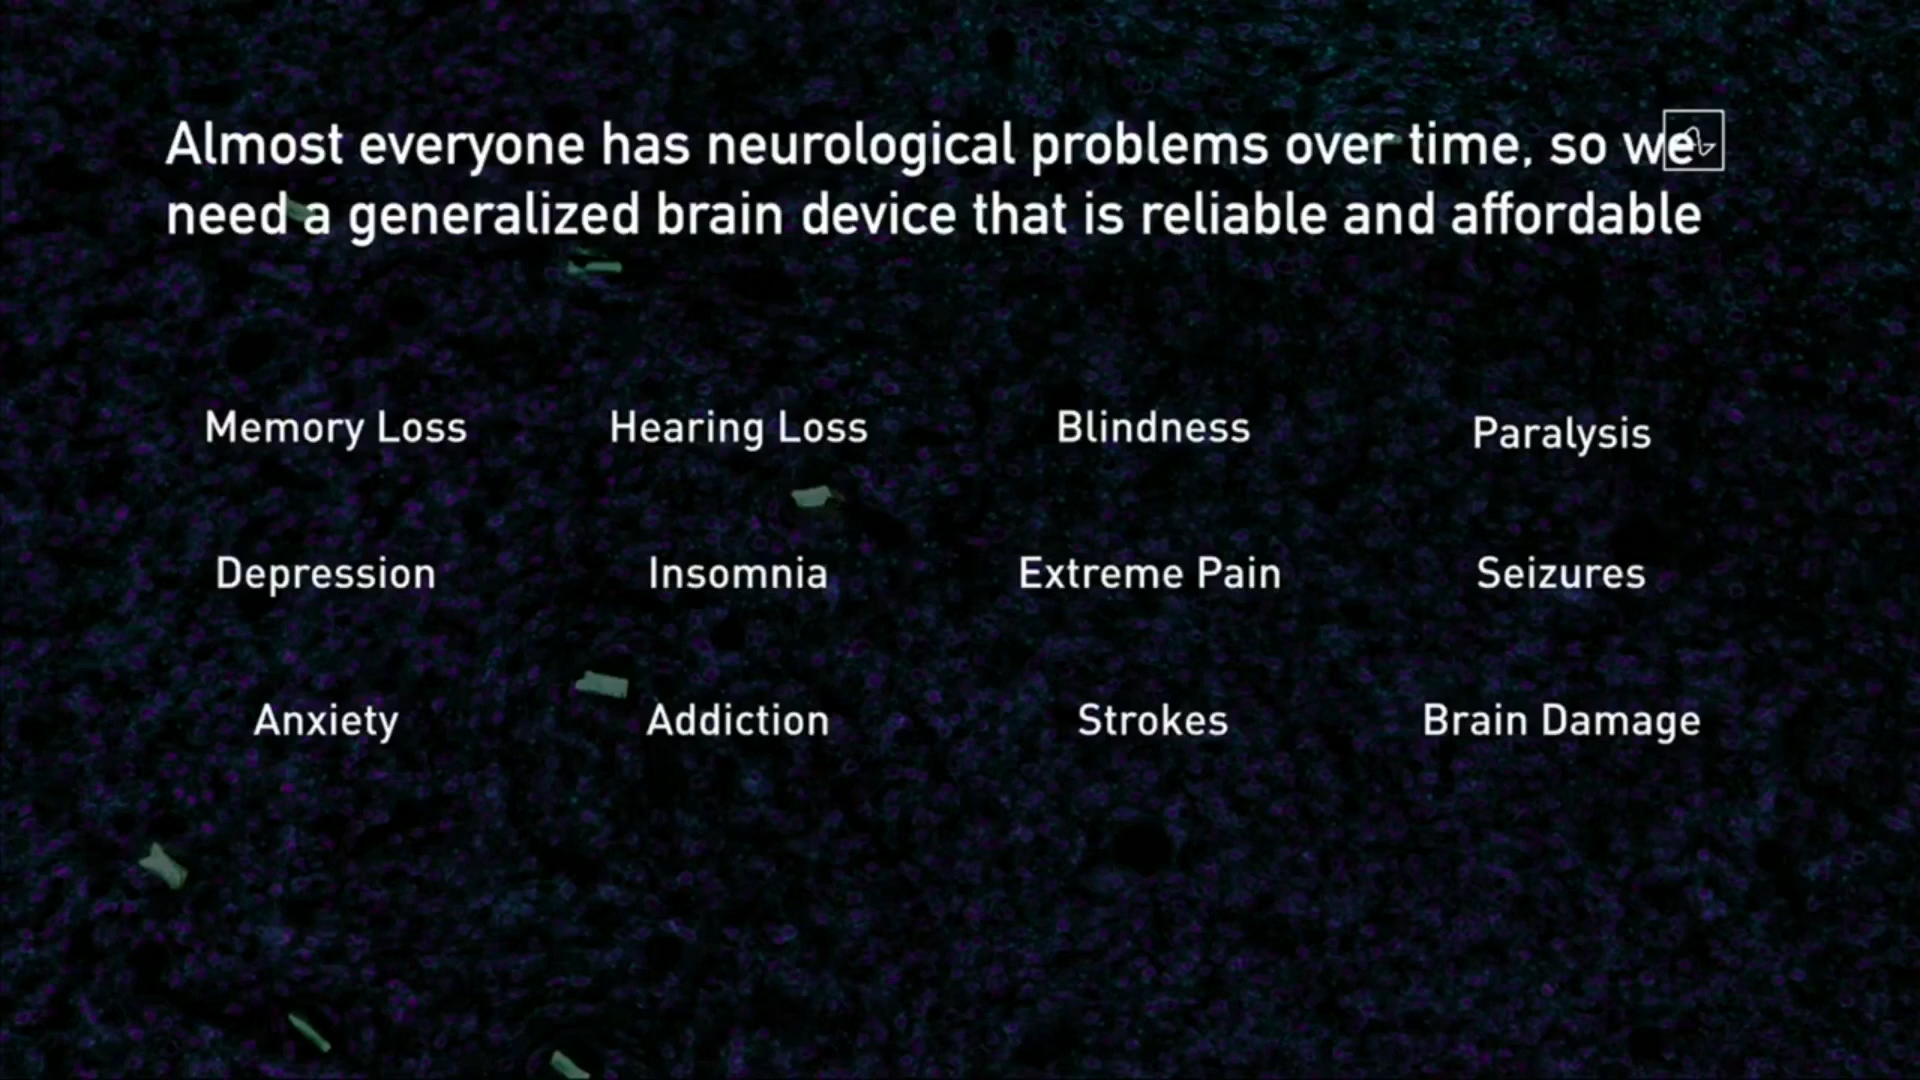 Almost everyone has neurological problems over time, so we
need a generalized brain device that is reliable and affordable
Memory Loss Hearing Loss Blindness Paralysis
Depression Insomnia Extreme Pain Seizures
Anxiety Addiction Strokes Brain Damage